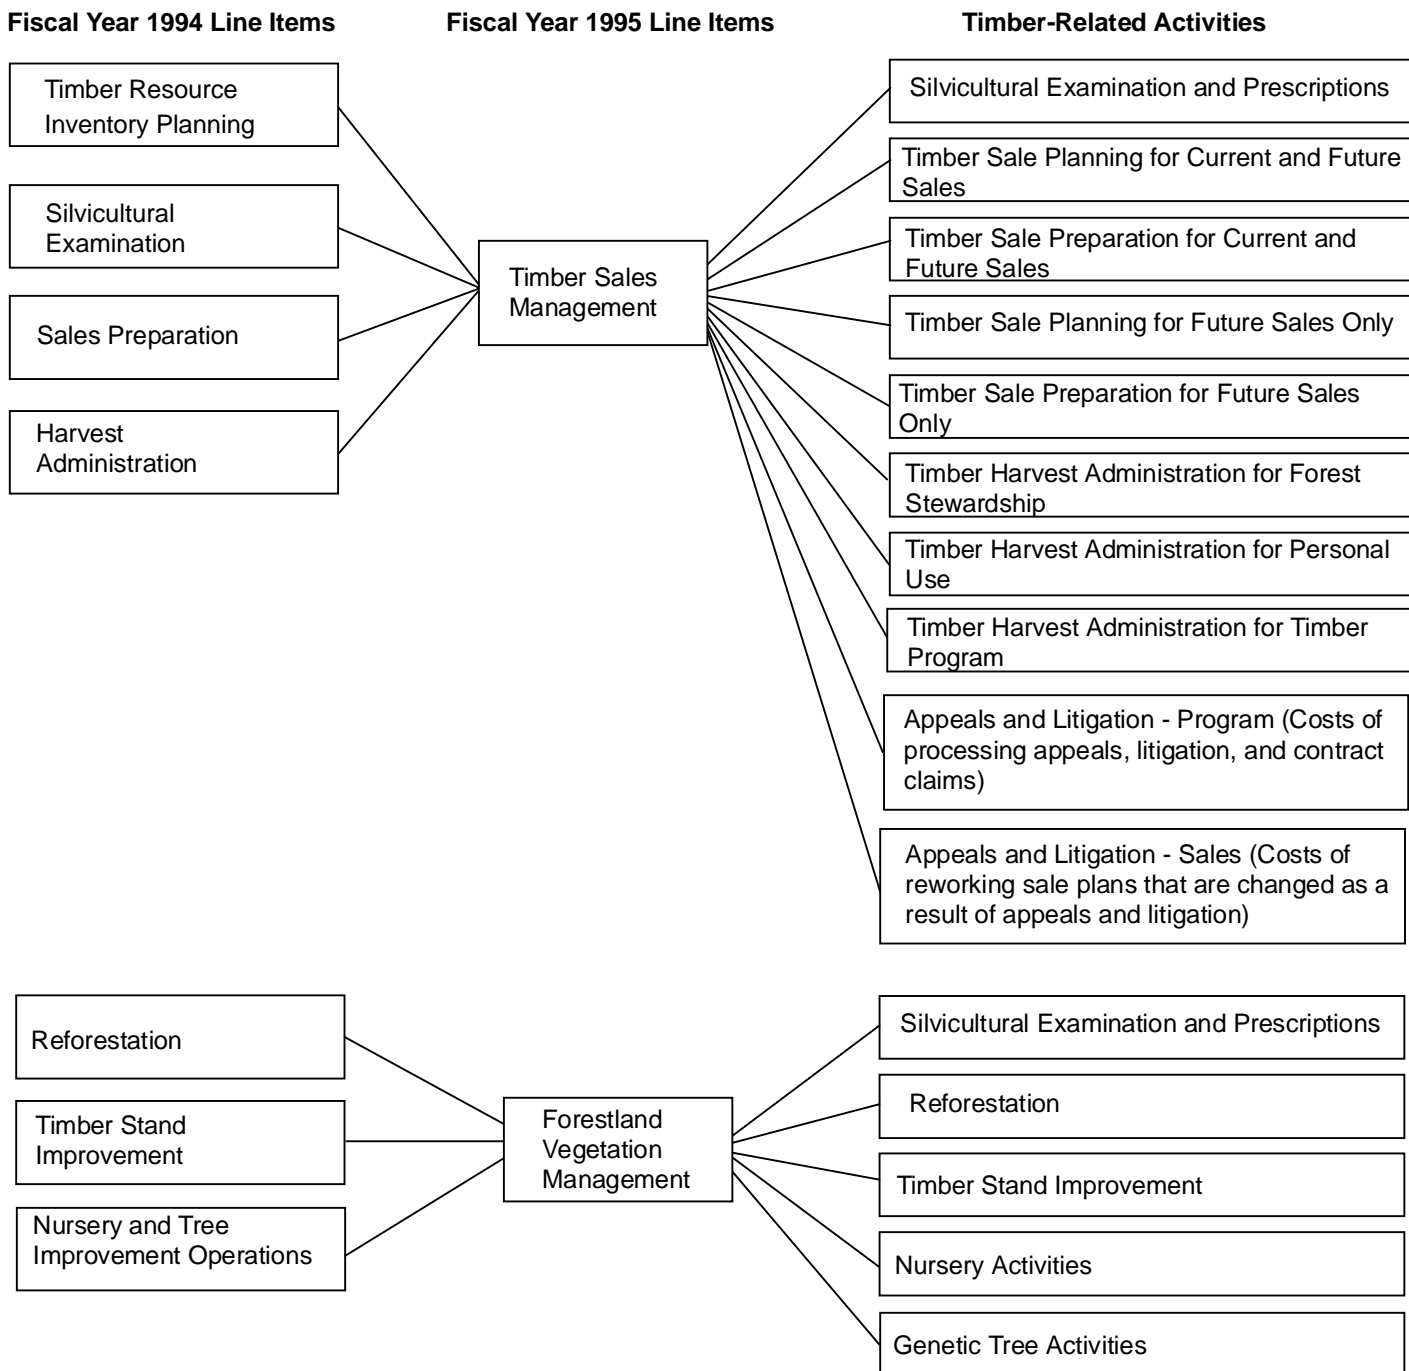 Fiscal Year 1994 Line Items
Fiscal Year 1995 Line Items
Timber-Related Activities
Timber Resource
Inventory Planning
Silvicultural
Examination
Sales Preparation
Harvest
Administration
Timber Sales
Management
Silvicultural Examination and Prescriptions
Timber Sale Planning for Current and Future
Sales
Timber Sale Preparation for Current and
Future Sales
Timber Sale Planning for Future Sales Only
Timber Sale Preparation for Future Sales
Only
Timber Harvest Administration for Forest
Stewardship
Timber Harvest Administration for Personal
Use
Timber Harvest Administration for Timber
Program
Appeals and Litigation - Program (Costs of
processing appeals, litigation, and contract
claims)
Appeals and Litigation - Sales (Costs of
reworking sale plans that are changed as a
result of appeals and litigation)
Reforestation
Timber Stand
Improvement
Nursery and Tree
Improvement Operations
Forestland
Vegetation
Management
Silvicultural Examination and Prescriptions
Reforestation
Timber Stand Improvement
Nursery Activities
Genetic Tree Activities